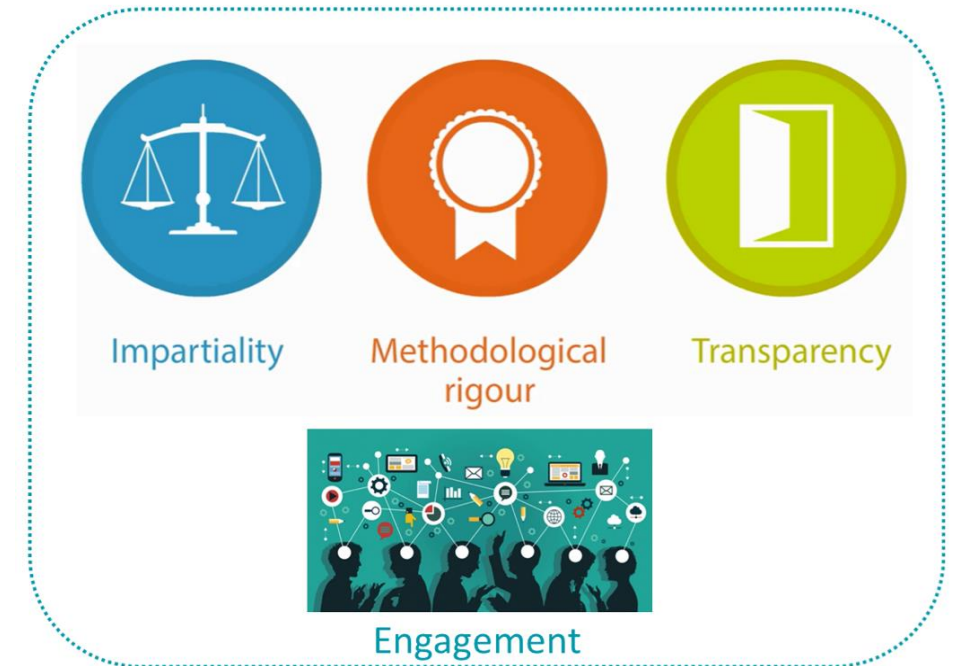 Impartiality
Methodological
rigour
Transparency
Engagement